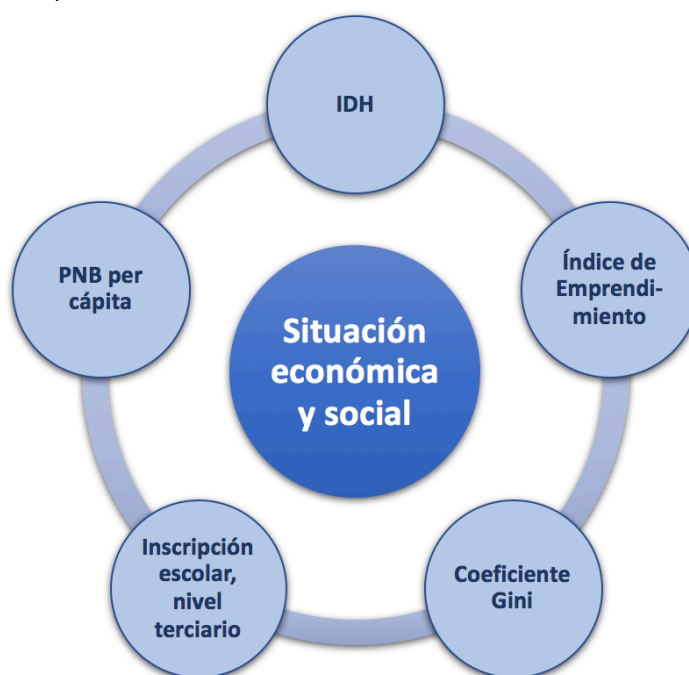 IDH
Índice de
Emprendi-
miento
Coeficiente
Gini
Inscripción
escolar,
nivel
terciario
PNB per
cápita
Situación
económica
y social